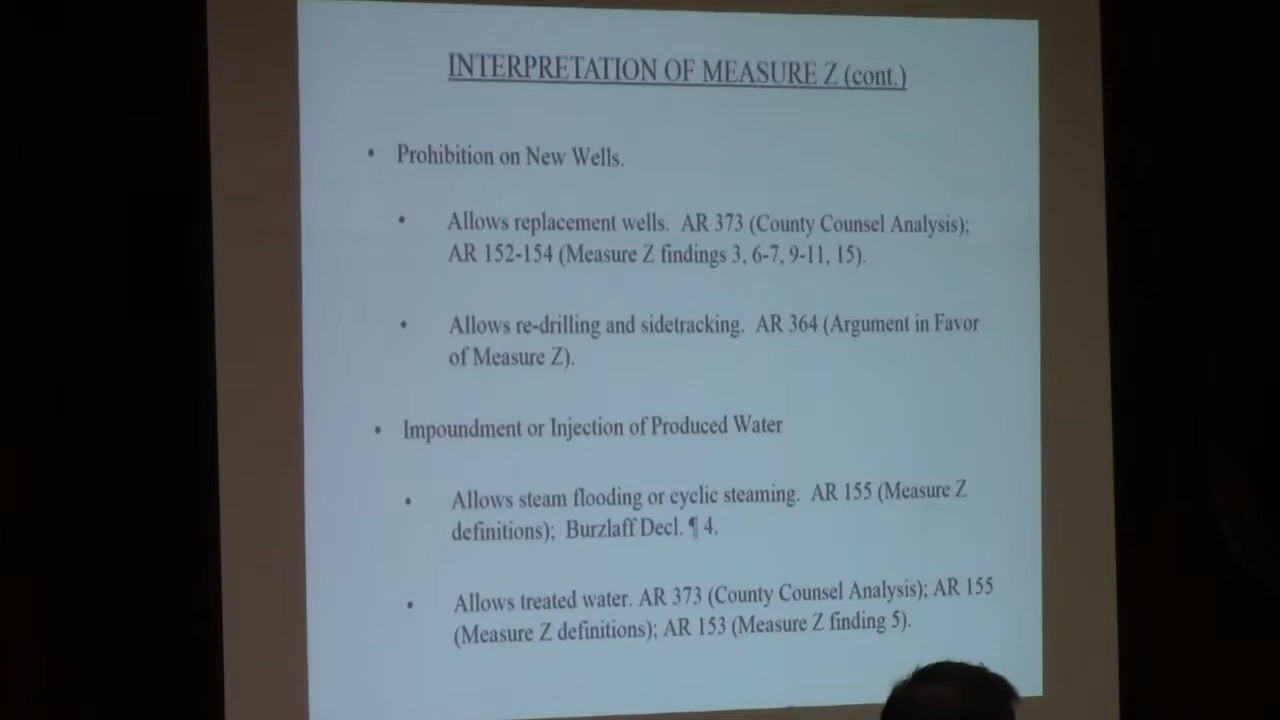 INTERPRETATION OF MEASURE Z (cont.)
• Prohibition on New Wells.
• Allows replacement wells. AR 373 (County Counsel Analysis);
AR 152-154 (Measure Z findings 3, 6-7, 9-11, 15).
• Allows re-drilling and sidetracking. AR 364 (Argument in Favor
of Measure Z).
• Impoundment or Injection of Produced Water
• Allows steam flooding or cyclic steaming. AR 155 (Measure Z
definitions); Burzlaff Decl. ¶ 4.
• Allows treated water. AR 373 (County Counsel Analysis); AR 155
(Measure Z definitions); AR 153 (Measure Z finding 5).